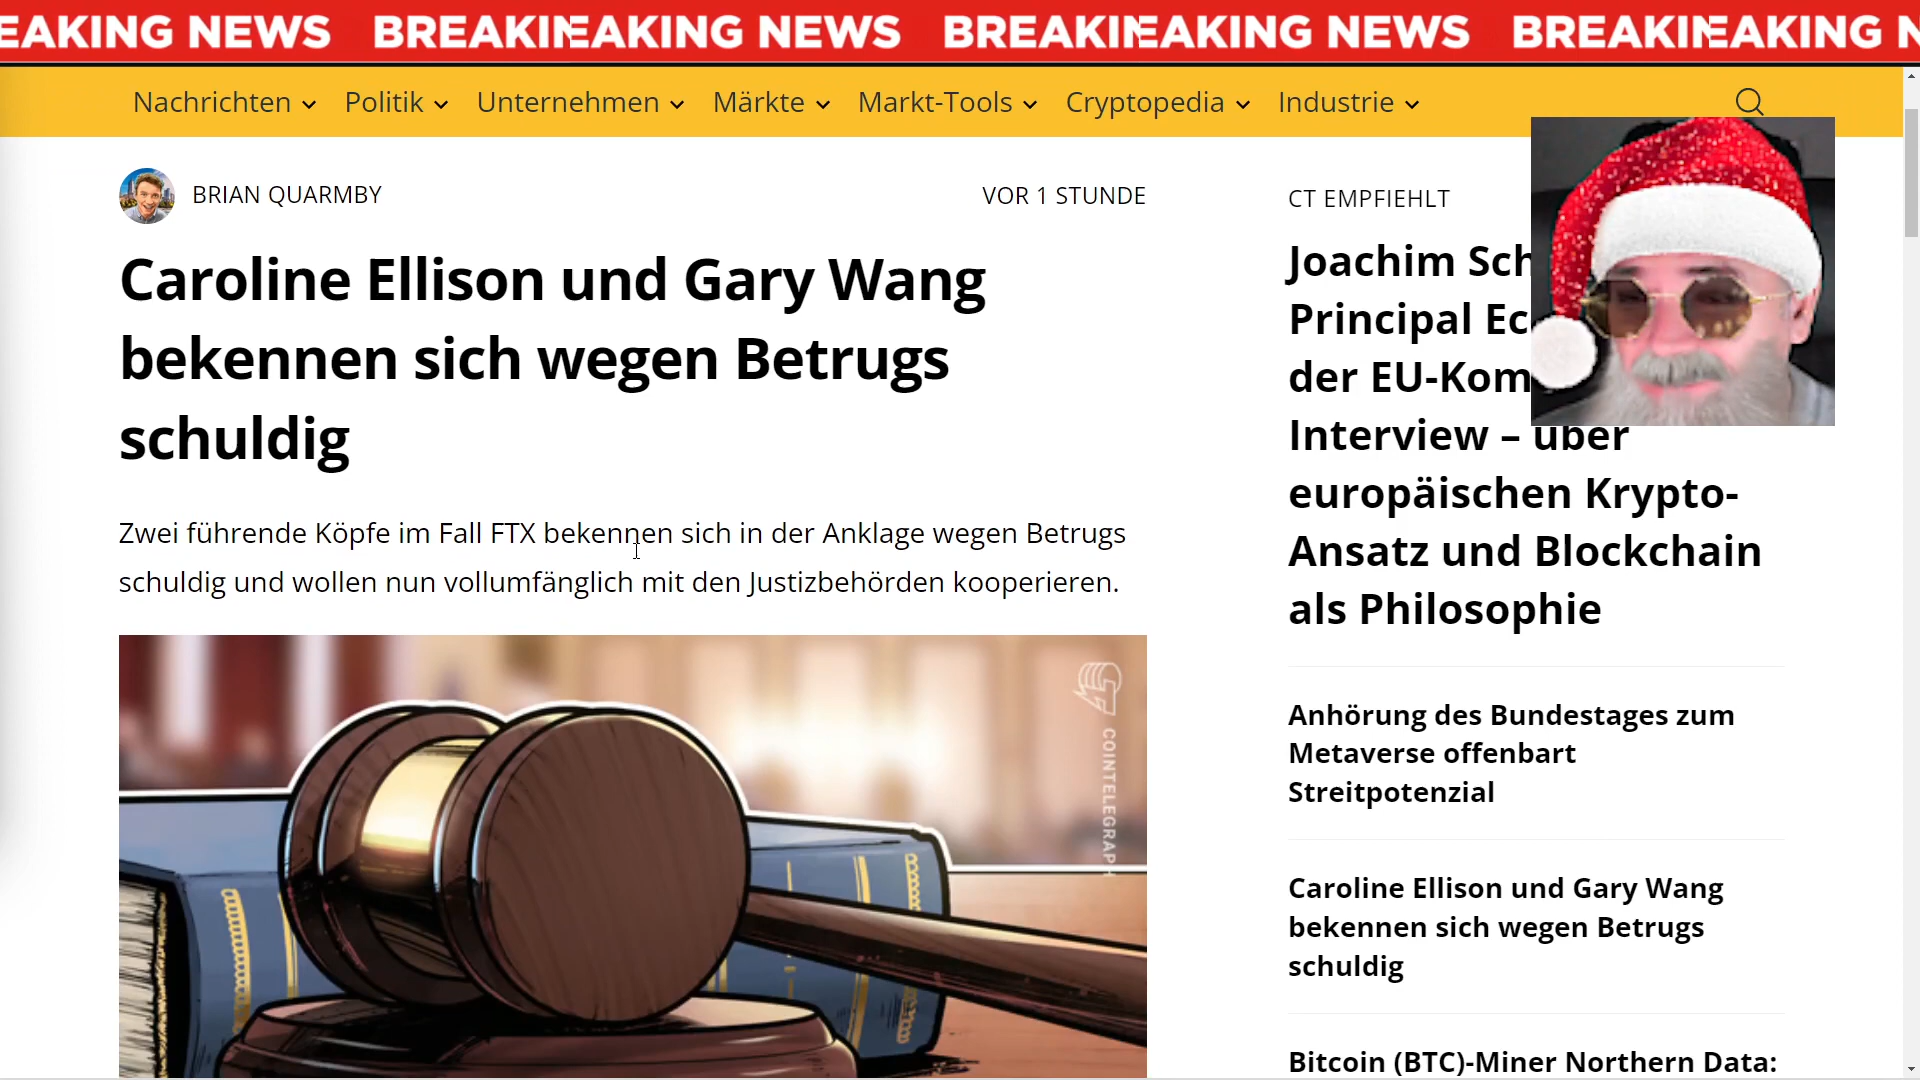 EAKING NEWS BREAKINEAKING NEWS BREAKINEAKING NEWS BREAKINEAKING N
Nachrichten Politik Unternehmen Märkte Markt-Tools Cryptopedia Industrie
BRIAN QUARMBY
VOR 1 STUNDE
Caroline Ellison und Gary Wang
bekennen sich wegen Betrugs
schuldig
Zwei führende Köpfe im Fall FTX bekennen sich in der Anklage wegen Betrugs
schuldig und wollen nun vollumfänglich mit den Justizbehörden kooperieren.
COINTELEGRAPH
CT EMPFIEHLT
Joachim Sch
Principal Ec
der EU-Kom
Interview – über
europäischen Krypto-
Ansatz und Blockchain
als Philosophie
Anhörung des Bundestages zum
Metaverse offenbart
Streitpotenzial
Caroline Ellison und Gary Wang
bekennen sich wegen Betrugs
schuldig
Bitcoin (BTC)-Miner Northern Data: